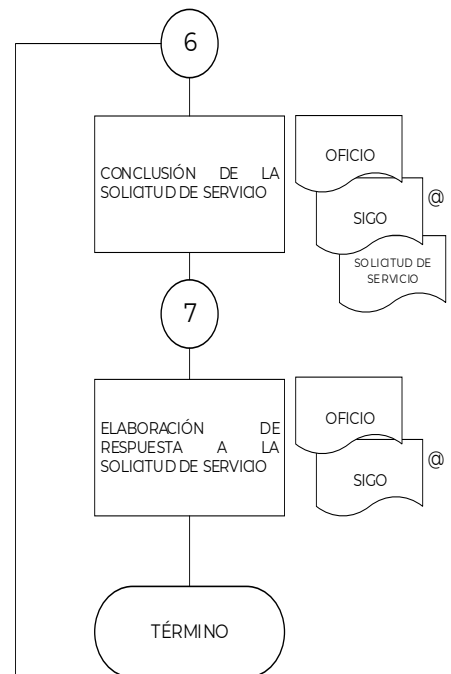 6
CONCLUSIÓN DE LA
SOLICITUD DE SERVICIO
OFICIO
SIGO
@
SOLICITUD DE
SERVICIO
7
ELABORACIÓN DE
RESPUESTA A LA
SOLICITUD DE SERVICIO
OFICIO
SIGO
@
TÉRMINO